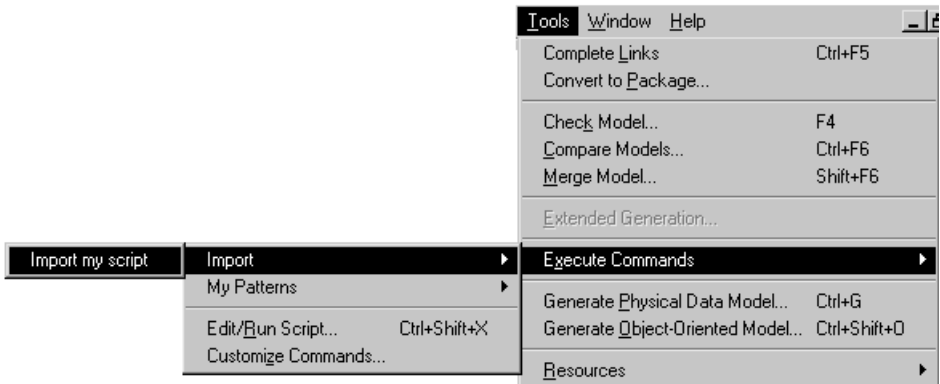 Tools Window Help
Complete Links Ctrl+F5
Convert to Package...
Check Model... F4
Compare Models... Ctrl+F6
Merge Model... Shift+F6
Extended Generation...
Import my script Import Execute Commands
My Patterns
Generate Physical Data Model... Ctrl+G
Edit/Run Script... Ctrl+Shift+X Generate Object-Oriented Model... Ctrl+Shift+O
Customize Commands...
Resources